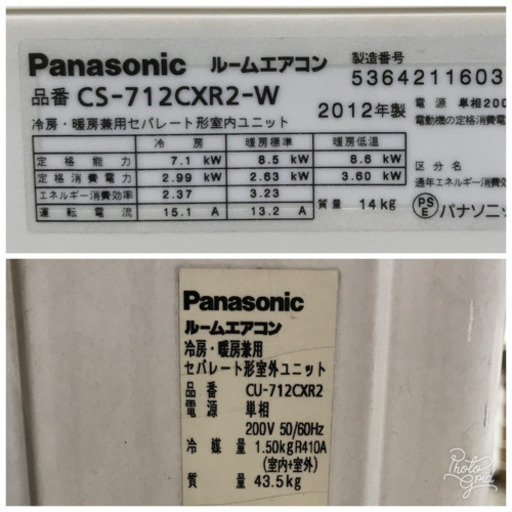 Panasonic ルームエアコン
製造番号
5364211603
品番 CS-712CXR2-W
2012年製
電源 単相200
冷房・暖房兼用セパレート形室内ユニット
電動機の定格消費電
冷房 暖房標準 暖房低温
定格能力 7.1 kW 8.5 kW 8.6 kW
定格消費電力 2.99 kW 2.63 kW 3.60 kW
エネルギー消費効率 2.37 3.23
運転電流 15.1 A 13.2 A
質量 14kg
区分名
通年エネルギー消費
PSE パナソニッ
Panasonic
ルームエアコン
冷房・暖房兼用
セパレート形室外ユニット
品番 CU-712CXR2
電源 単相
200V 50/60Hz
冷媒量 1.50kg R410A
(室内+室外)
質量 43.5kg
Photo
Grid